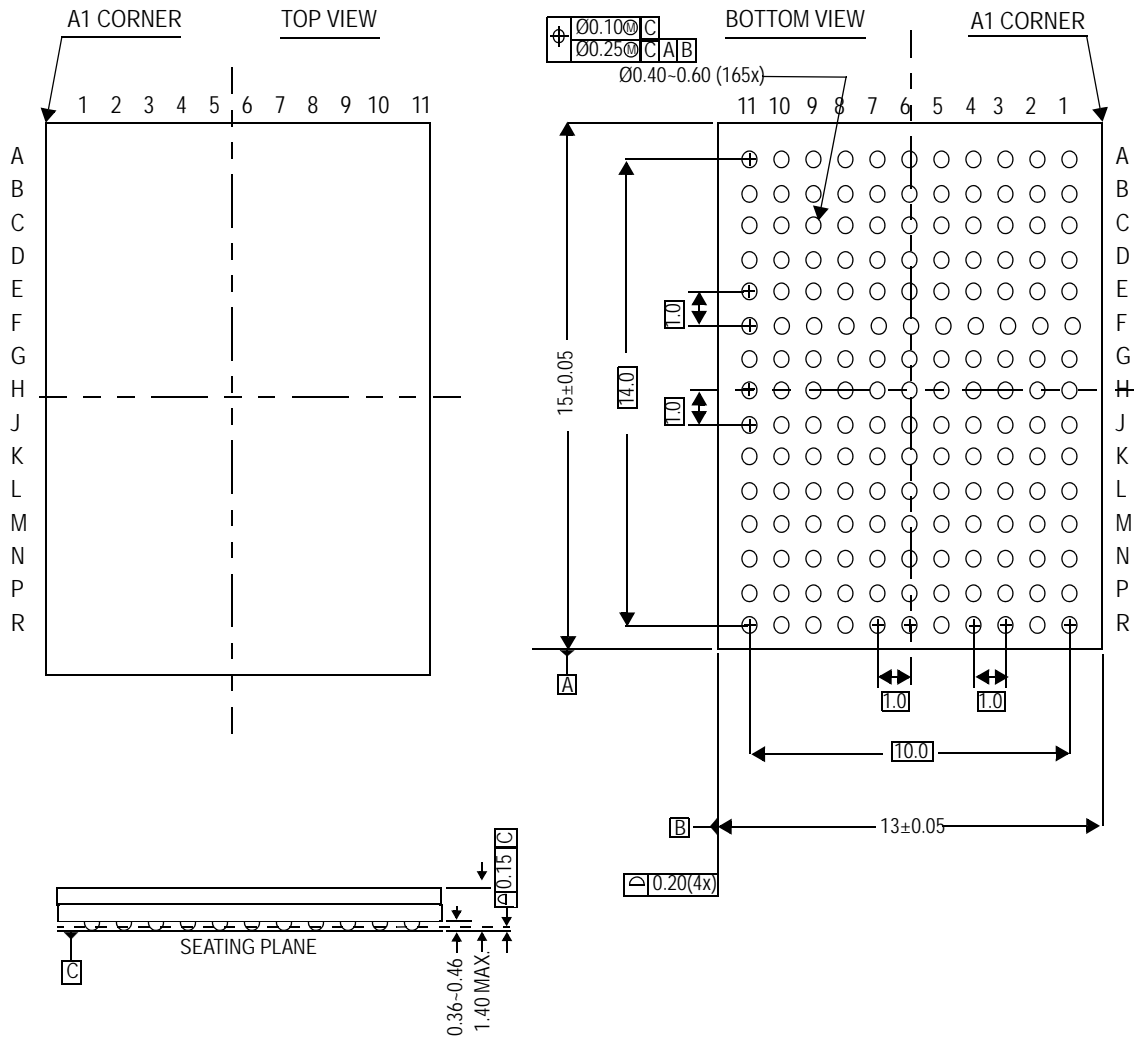 A1 CORNER TOP VIEW
1 2 3 4 5 6 7 8 9 10 11
A
B
C
D
E
F
G
H
J
K
L
M
N
P
R
Ø0.10Ⓜ C
Ø0.25Ⓜ C A B
BOTTOM VIEW A1 CORNER
Ø0.40~0.60 (165x)
11 10 9 8 7 6 5 4 3 2 1
A
B
C
D
E
F
G
H
J
K
L
M
N
P
R
15±0.05
14.0
1.0
1.0
A
1.0 1.0
10.0
B 13±0.05
0.20(4x)
0.15 C
SEATING PLANE
C
0.36~0.46
1.40 MAX.